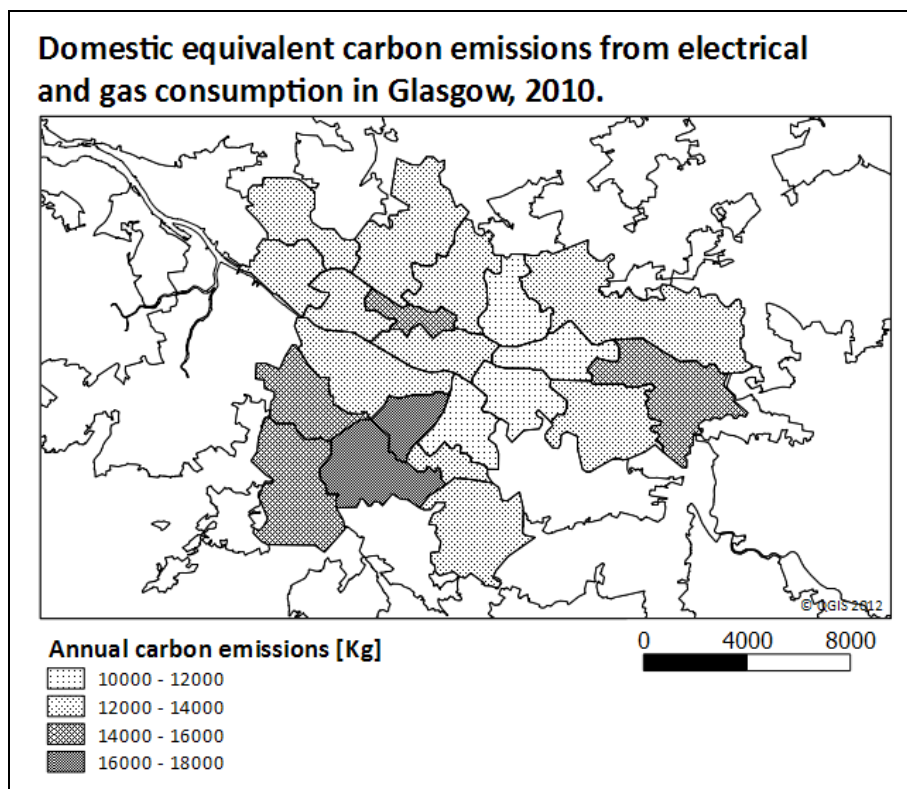 Domestic equivalent carbon emissions from electrical
and gas consumption in Glasgow, 2010.
© QGIS 2012
Annual carbon emissions [Kg]
0 4000 8000
10000 - 12000
12000 - 14000
14000 - 16000
16000 - 18000